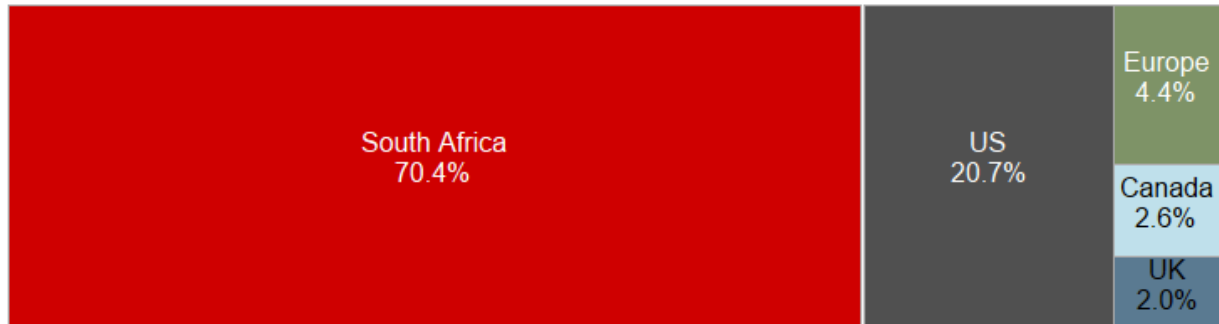 South Africa
70.4%
US
20.7%
Europe
4.4%
Canada
2.6%
UK
2.0%